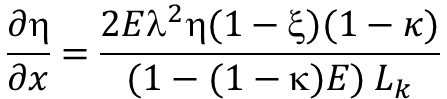 ∂η/∂x = 2Eλ²η(1 − ξ)(1 − κ) / (1 − (1 − κ)E) L_k